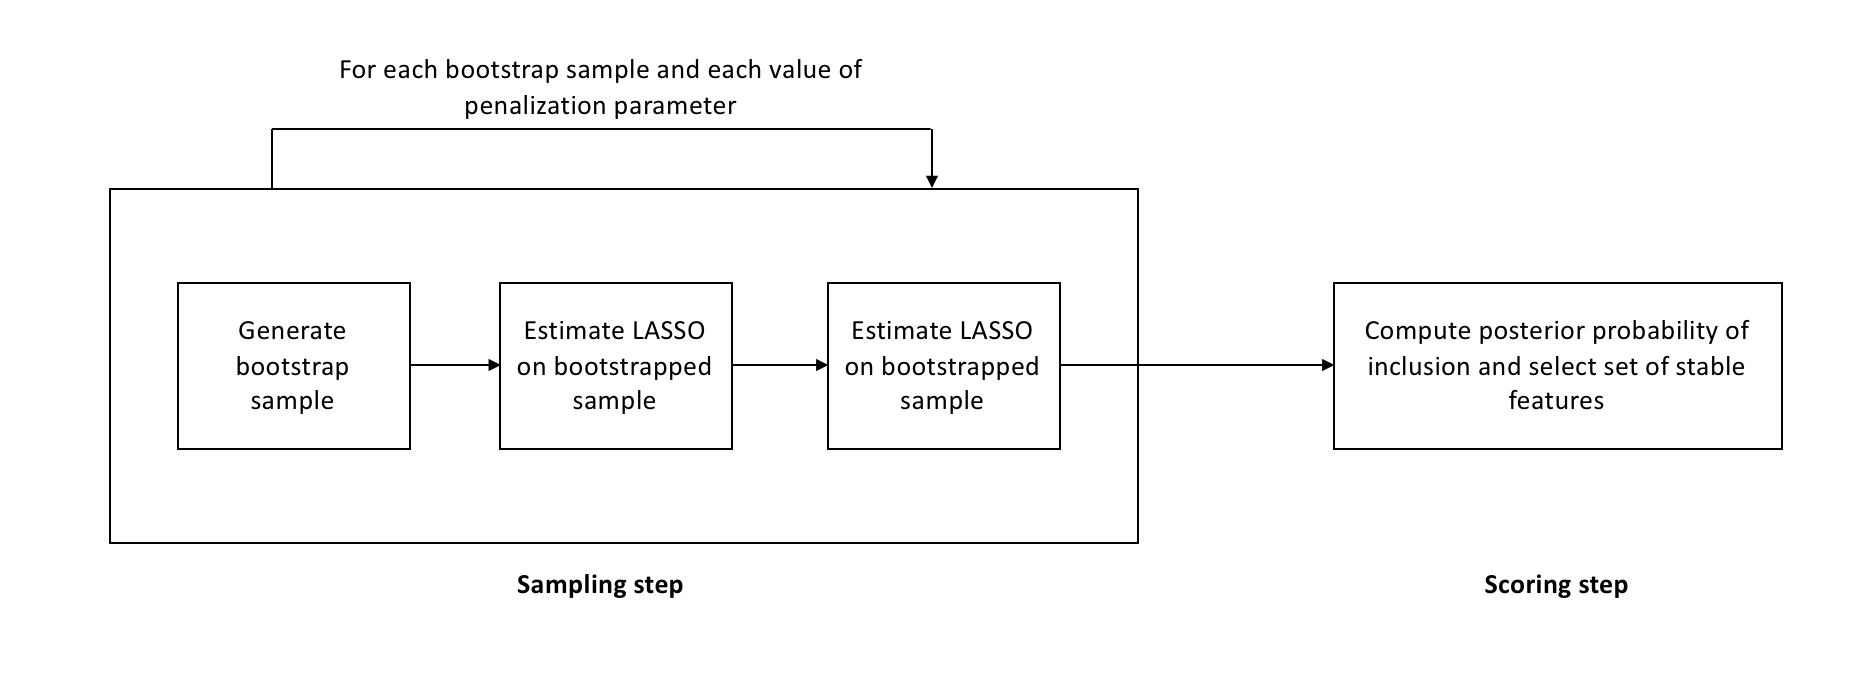 For each bootstrap sample and each value of
penalization parameter
Generate
bootstrap
sample
Estimate LASSO
on bootstrapped
sample
Estimate LASSO
on bootstrapped
sample
Compute posterior probability of
inclusion and select set of stable
features
Sampling step
Scoring step